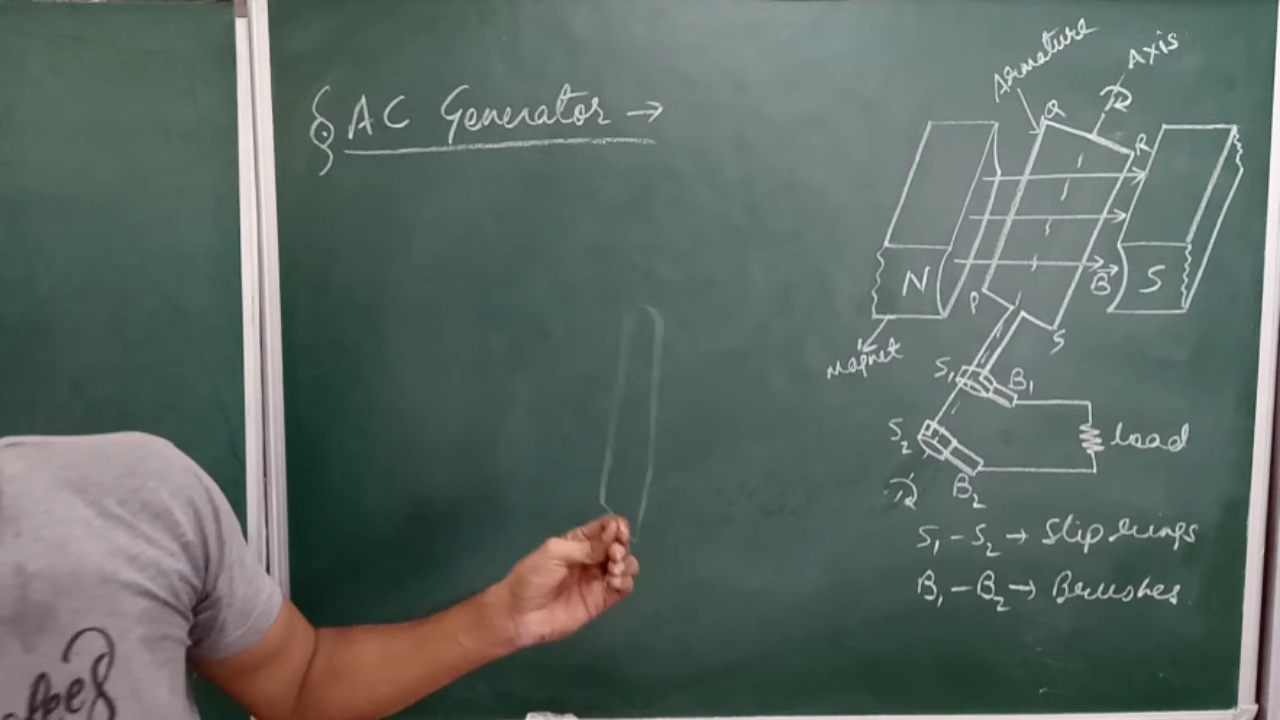 § AC Generator →
Armature
Axis
Q
R
N
B
S
P
S
Magnet
S₁
B₁
S₂
Load
B₂
S₁ – S₂ → Slip rings
B₁ – B₂ → Brushes